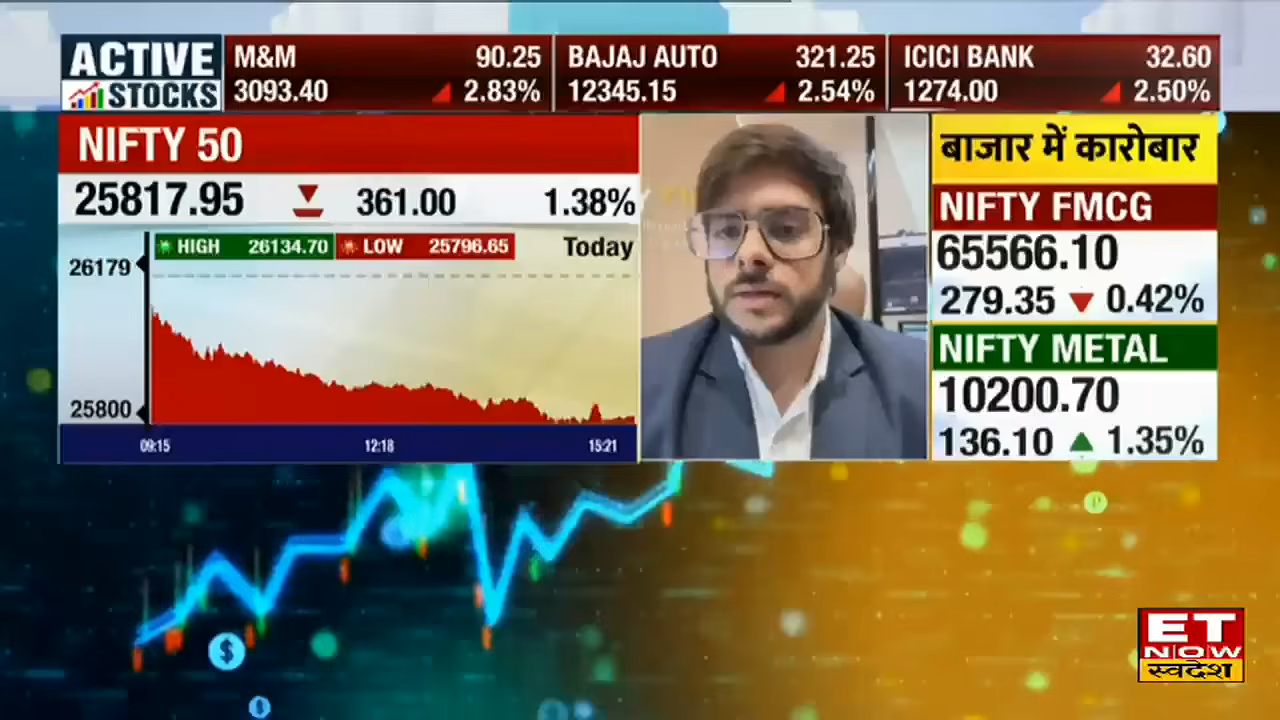 ACTIVE
STOCKS
M&M 90.25
3093.40 2.83%
BAJAJ AUTO 321.25
12345.15 2.54%
ICICI BANK 32.60
1274.00 2.50%
NIFTY 50
25817.95 361.00 1.38%
HIGH 26134.70 LOW 25796.65 Today
26179
25800
09:15 12:18 15:21
बाजार में कारोबार
NIFTY FMCG
65566.10
279.35 0.42%
NIFTY METAL
10200.70
136.10 1.35%
$
ET
NOW
स्वदेश